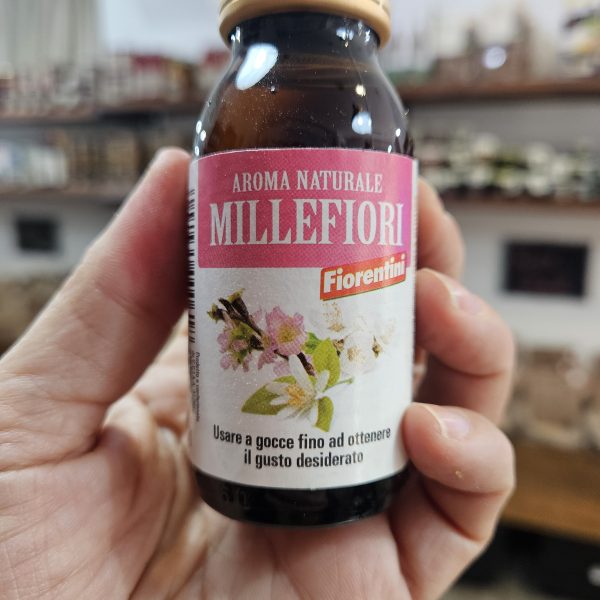 AROMA NATURALE
MILLEFIORI
Fiorentini
Usare a gocce fino ad ottenere
il gusto desiderato